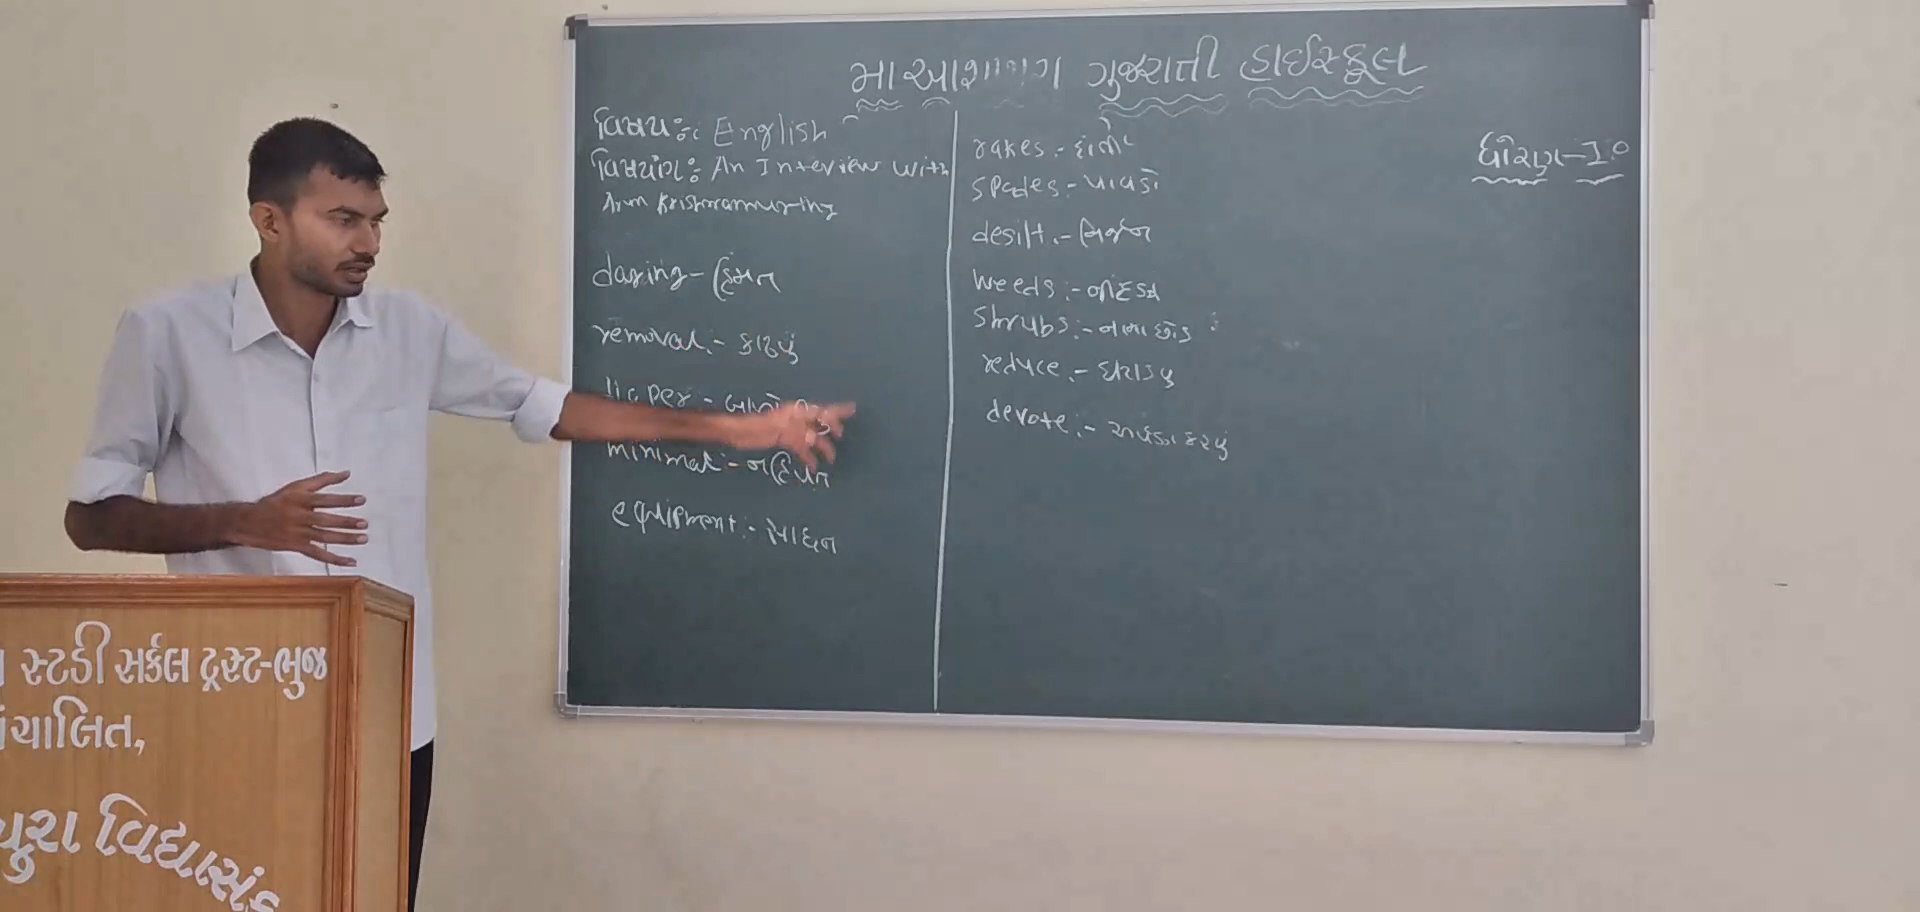 મા આશા ગુજરાતી હાઈસ્કૂલ
વિષય: English
ધોરણ-10
વિષયાંગ: An Interview with
Arun Krishnamurthy
daring - હિંમત
removal :- કાઢવું
minimal :- નહિવત
equipment :- સાધન
rakes :- દાંતી
spades :- પાવડો
desilt :-
weeds :- નીંદણ
shrubs :- નાના છોડ
reduce :- ઘટાડવું
devote :- અર્પણ કરવું
સ્ટડી સર્કલ ટ્રસ્ટ-ભુજ
સંચાલિત,